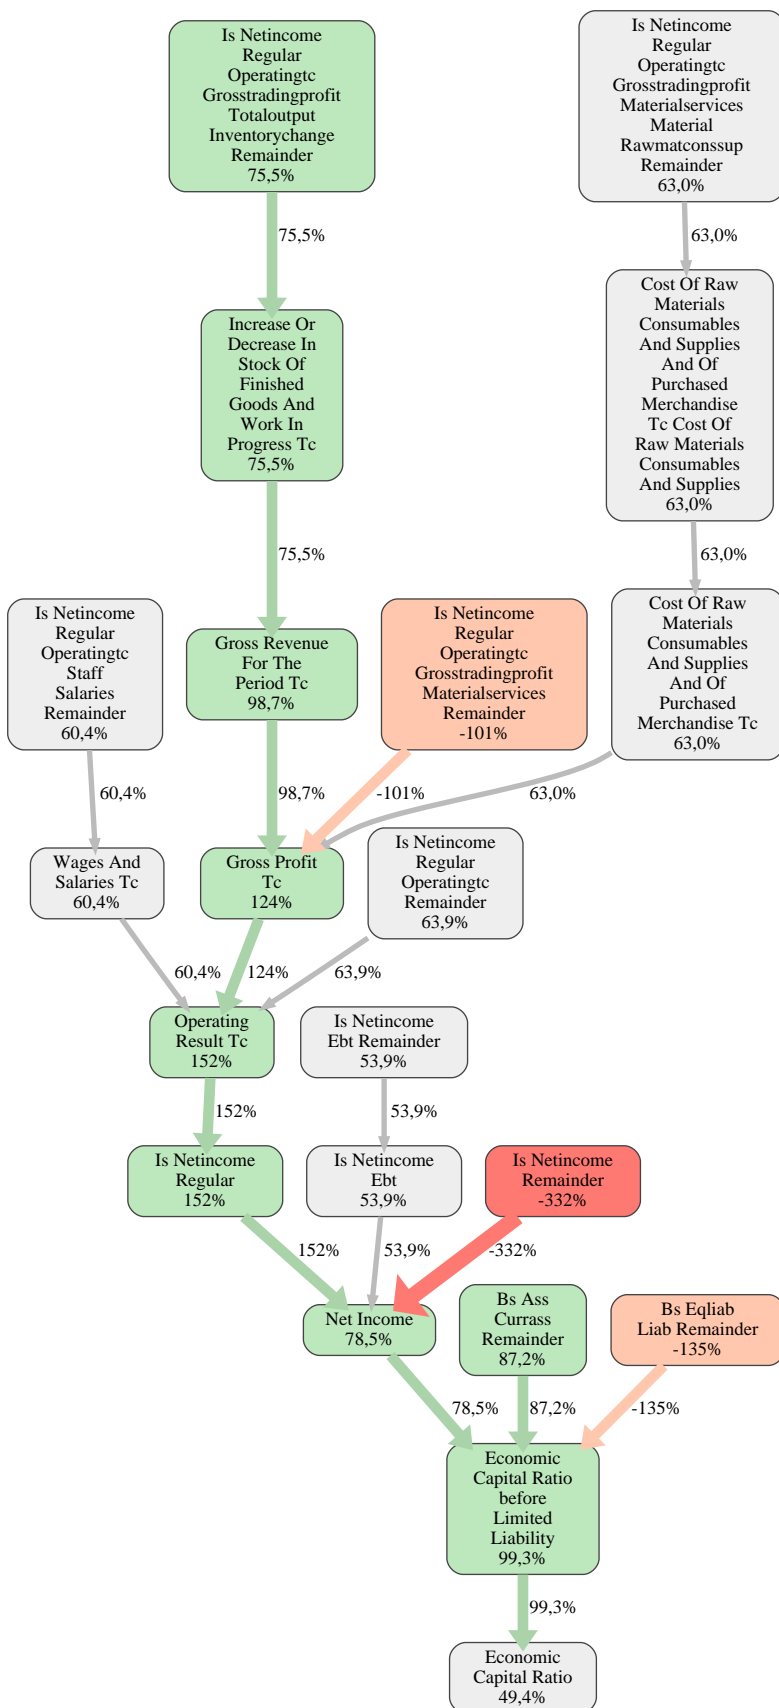 Is Netincome
Regular
Operatingtc
Grosstradingprofit
Totaloutput
Inventorychange
Remainder
75,5%
Is Netincome
Regular
Operatingtc
Grosstradingprofit
Materialservices
Material
Rawmatconssup
Remainder
63,0%
75,5%
63,0%
Increase Or
Decrease In
Stock Of
Finished
Goods And
Work In
Progress Tc
75,5%
Cost Of Raw
Materials
Consumables
And Supplies
And Of
Purchased
Merchandise
Tc Cost Of
Raw Materials
Consumables
And Supplies
63,0%
75,5%
63,0%
Is Netincome
Regular
Operatingtc
Staff
Salaries
Remainder
60,4%
Gross Revenue
For The
Period Tc
98,7%
Is Netincome
Regular
Operatingtc
Grosstradingprofit
Materialservices
Remainder
-101%
Cost Of Raw
Materials
Consumables
And Supplies
And Of
Purchased
Merchandise Tc
63,0%
60,4%
98,7%
-101%
63,0%
Wages And
Salaries Tc
60,4%
Gross Profit
Tc
124%
Is Netincome
Regular
Operatingtc
Remainder
63,9%
60,4%
124%
63,9%
Operating
Result Tc
152%
Is Netincome
Ebt Remainder
53,9%
152%
53,9%
Is Netincome
Regular
152%
Is Netincome
Ebt
53,9%
Is Netincome
Remainder
-332%
152%
53,9%
-332%
Net Income
78,5%
Bs Ass
Currass
Remainder
87,2%
Bs Eqliab
Liab Remainder
-135%
78,5%
87,2%
-135%
Economic
Capital Ratio
before
Limited
Liability
99,3%
99,3%
Economic
Capital Ratio
49,4%